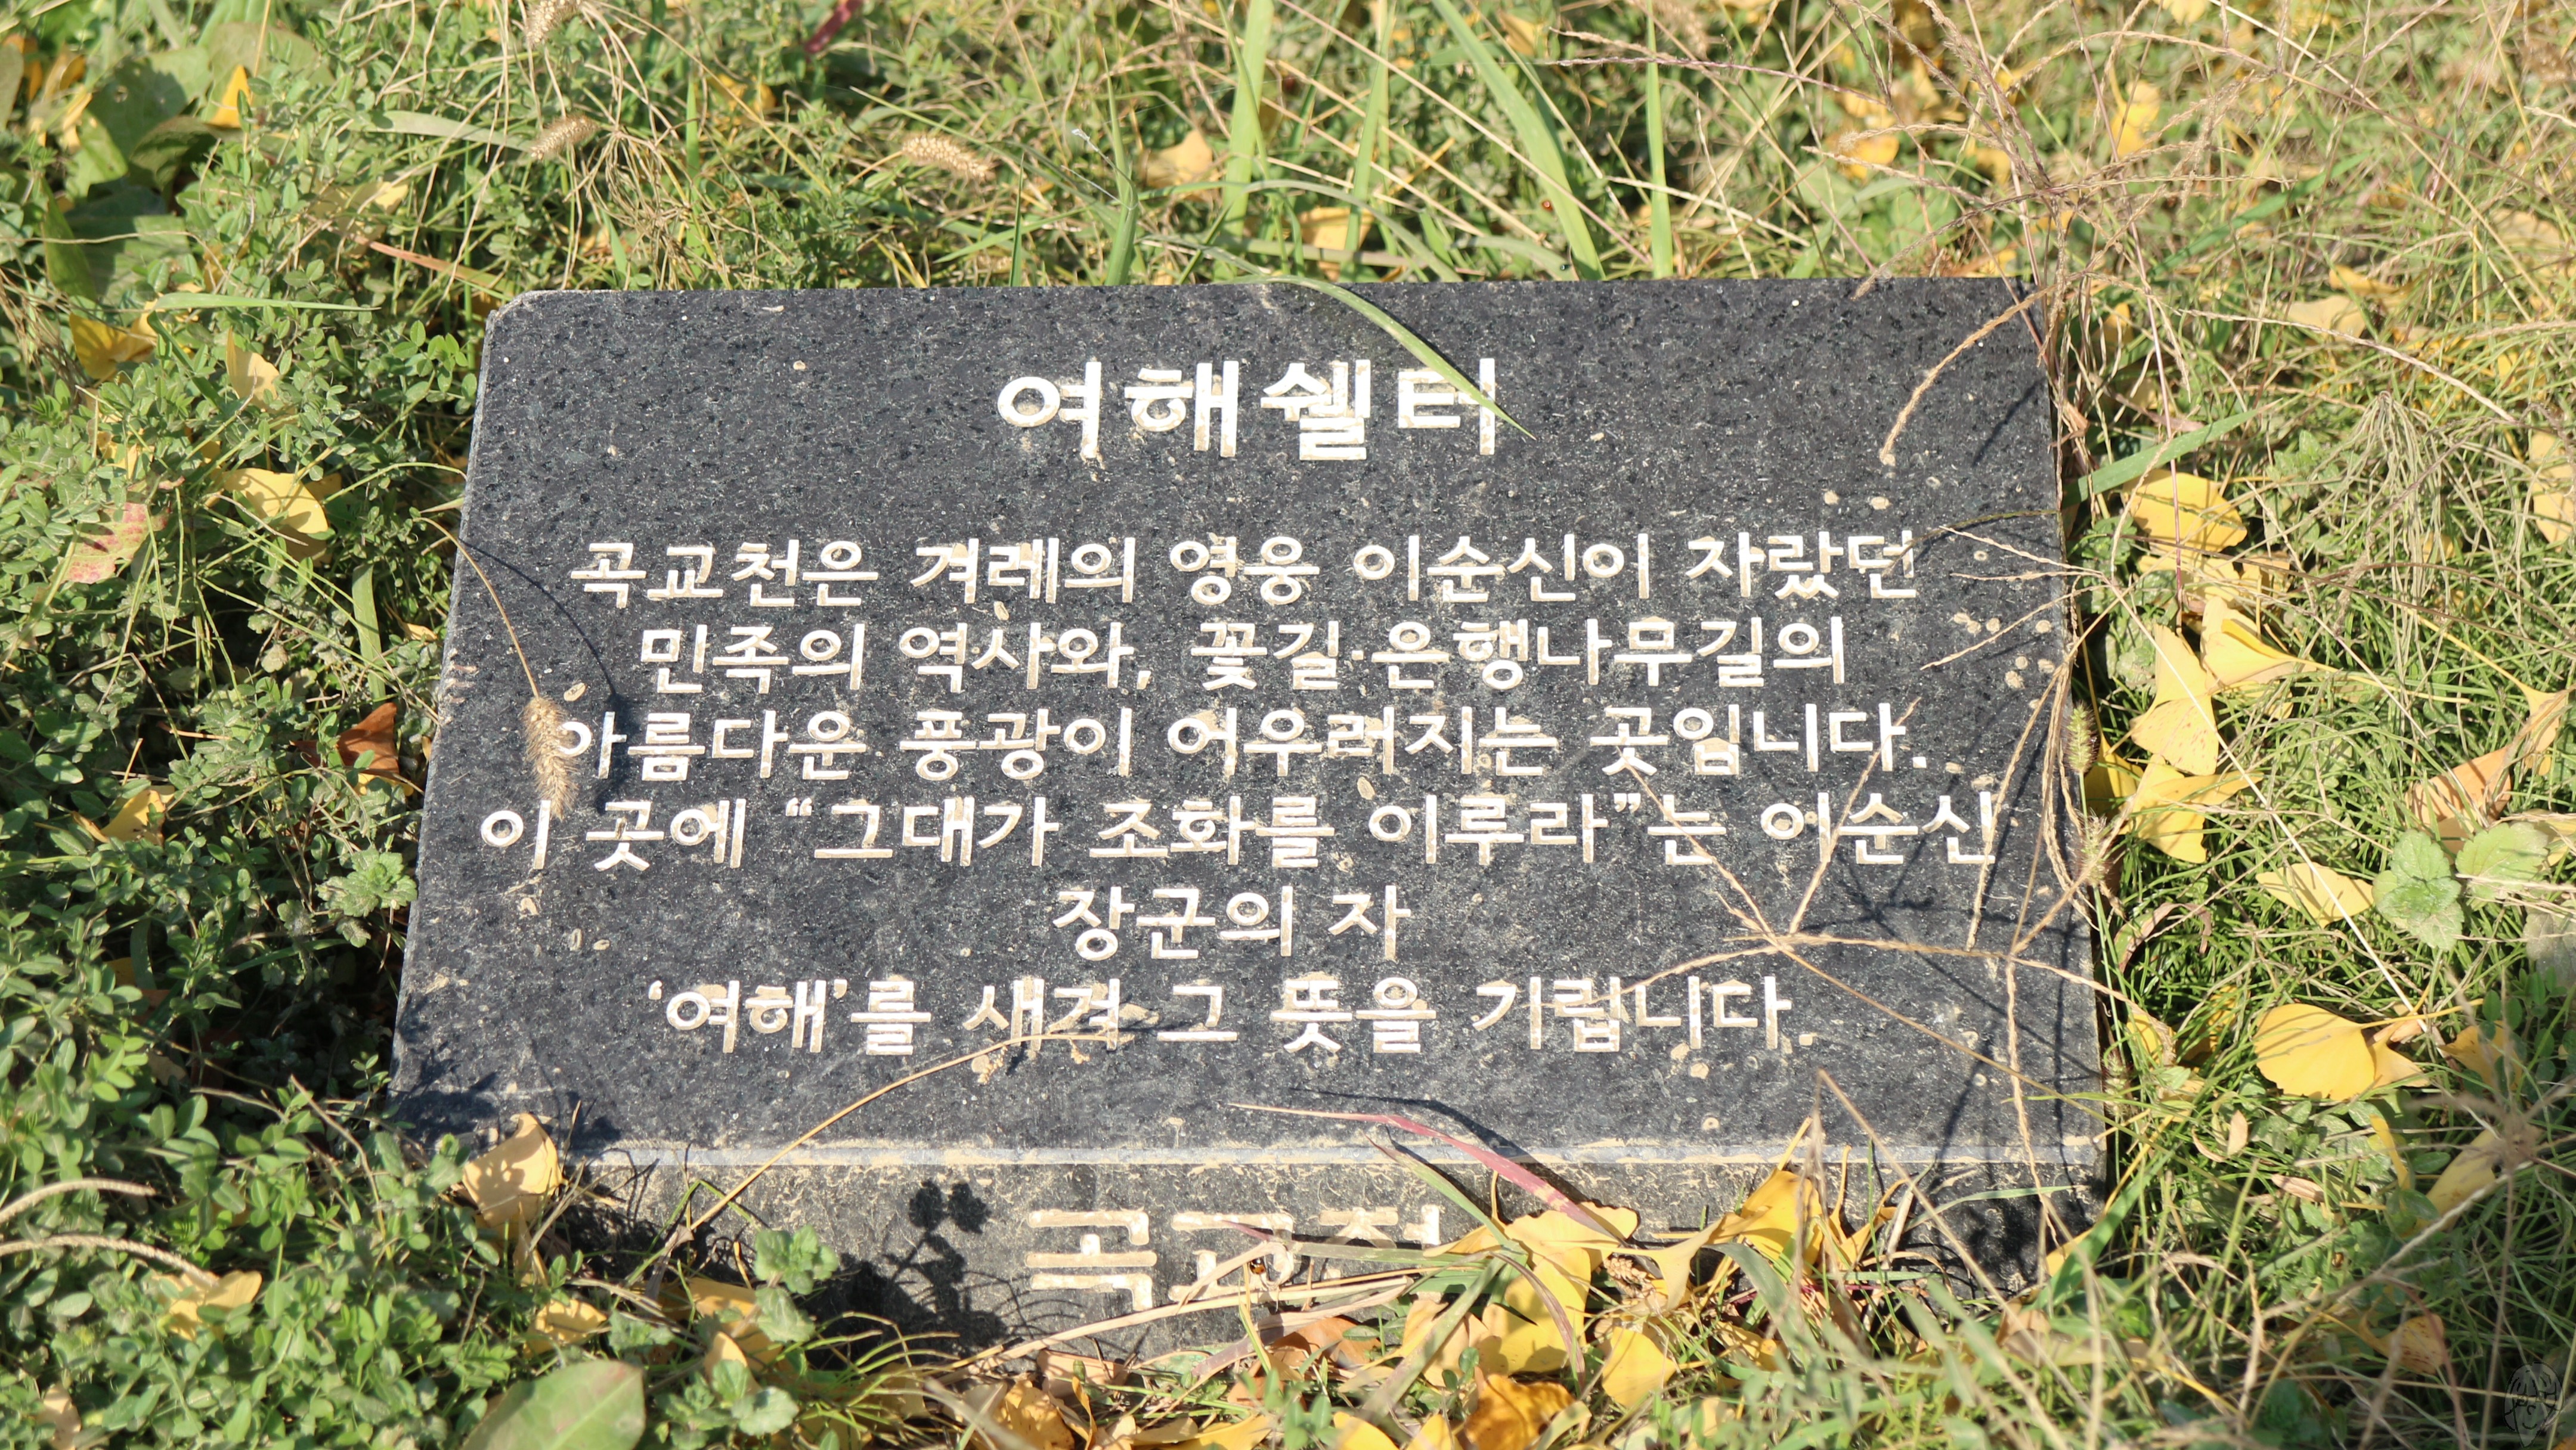 여해쉘터
곡교천은 겨레의 영웅 이순신이 자랐던
민족의 역사와, 꽃길·은행나무길의
아름다운 풍광이 어우러지는 곳입니다.
이 곳에 “그대가 조화를 이루라”는 이순신
장군의 자
‘여해’를 새겨 그 뜻을 기립니다.
곡교천